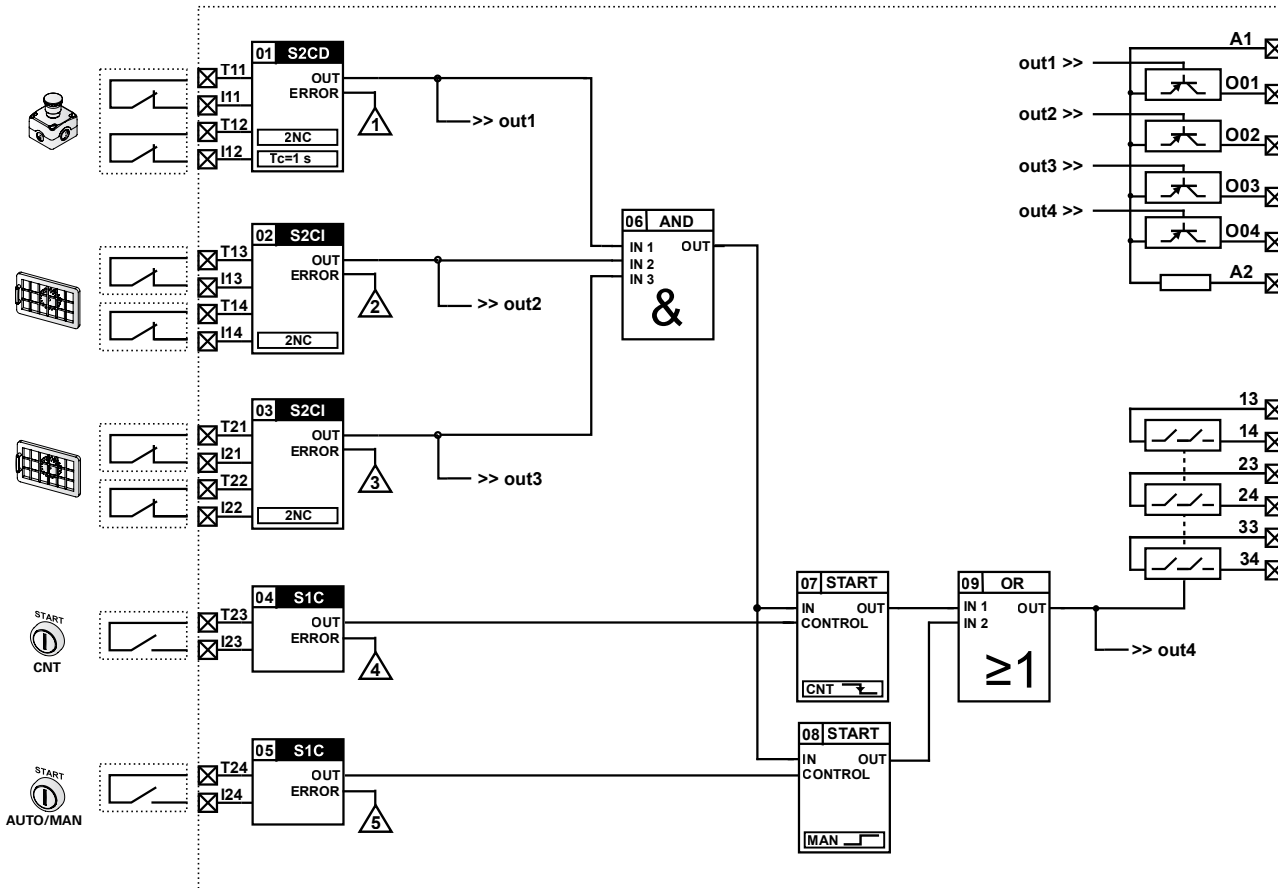 01 S2CD
T11
I11
T12
I12
OUT
ERROR
1
2NC
Tc=1 s
>> out1
02 S2CI
T13
I13
T14
I14
OUT
ERROR
2
2NC
>> out2
03 S2CI
T21
I21
T22
I22
OUT
ERROR
3
2NC
>> out3
START
CNT
04 S1C
T23
I23
OUT
ERROR
4
START
AUTO/MAN
05 S1C
T24
I24
OUT
ERROR
5
06 AND
IN 1 OUT
IN 2
IN 3
&
07 START
IN OUT
CONTROL
CNT
08 START
IN OUT
CONTROL
MAN
09 OR
IN 1 OUT
IN 2
≥1
>> out4
A1
out1 >>
O01
out2 >>
O02
out3 >>
O03
out4 >>
O04
A2
13
14
23
24
33
34